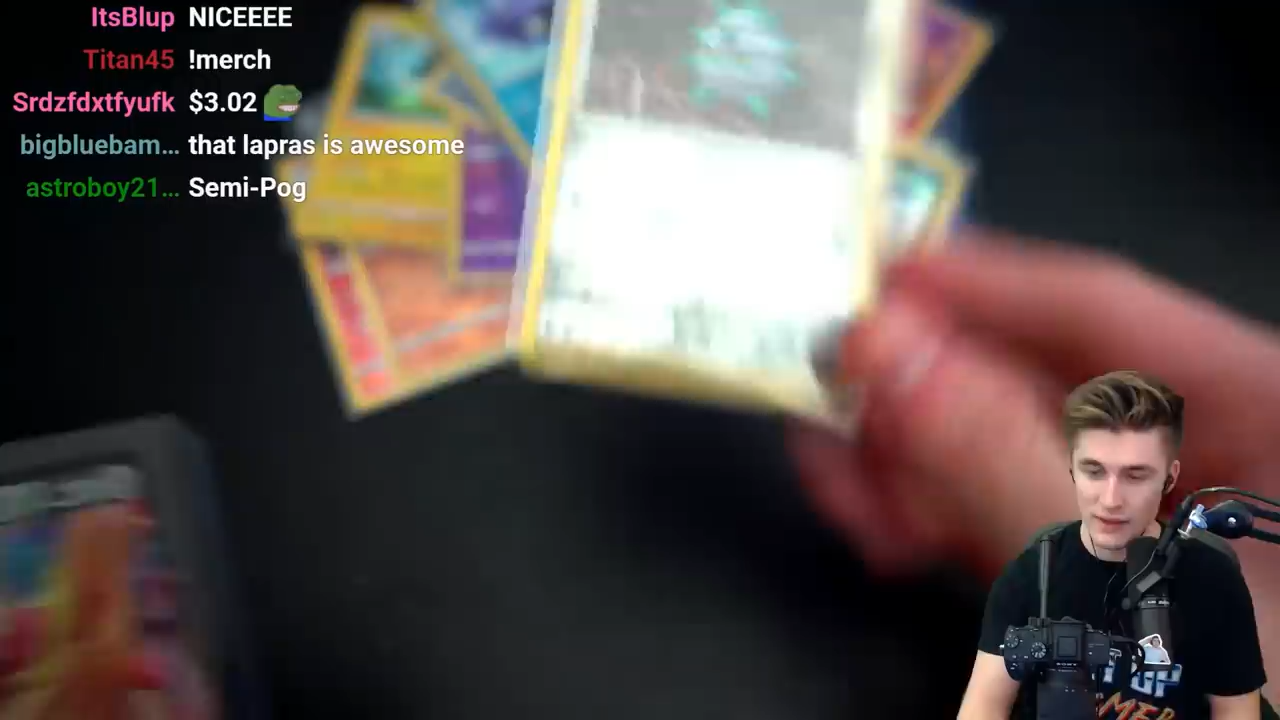 ItsBlup NICEEEE
Titan45 !merch
Srdzfdxtfyufk $3.02
bigbluebam… that lapras is awesome
astroboy21… Semi-Pog